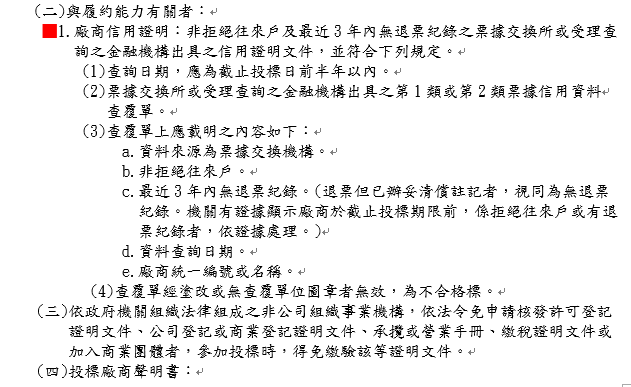 (二)與履約能力有關者：
1.廠商信用證明：非拒絕往來戶及最近3年內無退票紀錄之票據交換所或受理查
詢之金融機構出具之信用證明文件，並符合下列規定。
(1)查詢日期，應為截止投標日前半年以內。
(2)票據交換所或受理查詢之金融機構出具之第1類或第2類票據信用資料
查覆單。
(3)查覆單上應載明之內容如下：
a.資料來源為票據交換機構。
b.非拒絕往來戶。
c.最近3年內無退票紀錄。(退票但已辦妥清償註記者，視同為無退票
紀錄。機關有證據顯示廠商於截止投標期限前，係拒絕往來戶或有退
票紀錄者，依證據處理。)
d.資料查詢日期。
e.廠商統一編號或名稱。
(4)查覆單經塗改或無查覆單位圖章者無效，為不合格標。
(三)依政府機關組織法律組成之非公司組織事業機構，依法令免申請核發許可登記
證明文件、公司登記或商業登記證明文件、承攬或營業手冊、繳稅證明文件或
加入商業團體者，參加投標時，得免繳驗該等證明文件。
(四)投標廠商聲明書：